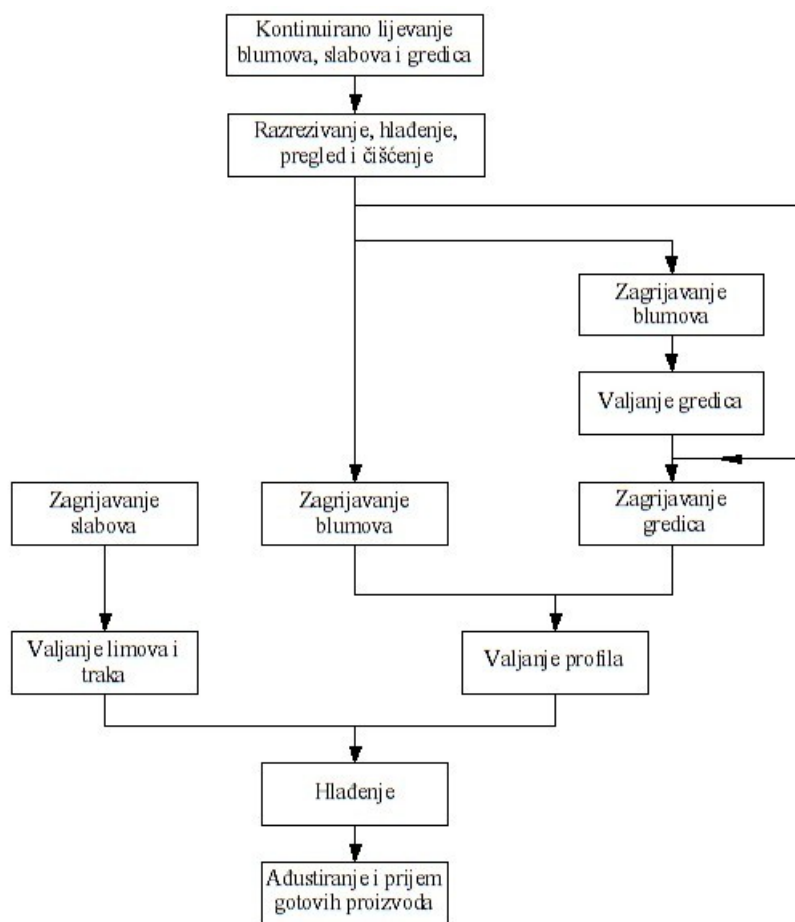 Kontinuirano lijevanje
blumova, slabova i gredica
Razrezivanje, hlađenje,
pregled i čišćenje
Zagrijavanje
blumova
Valjanje gredica
Zagrijavanje
slabova
Zagrijavanje
blumova
Zagrijavanje
gredica
Valjanje limova i
traka
Valjanje profila
Hlađenje
Ađustiranje i prijem
gotovih proizvoda